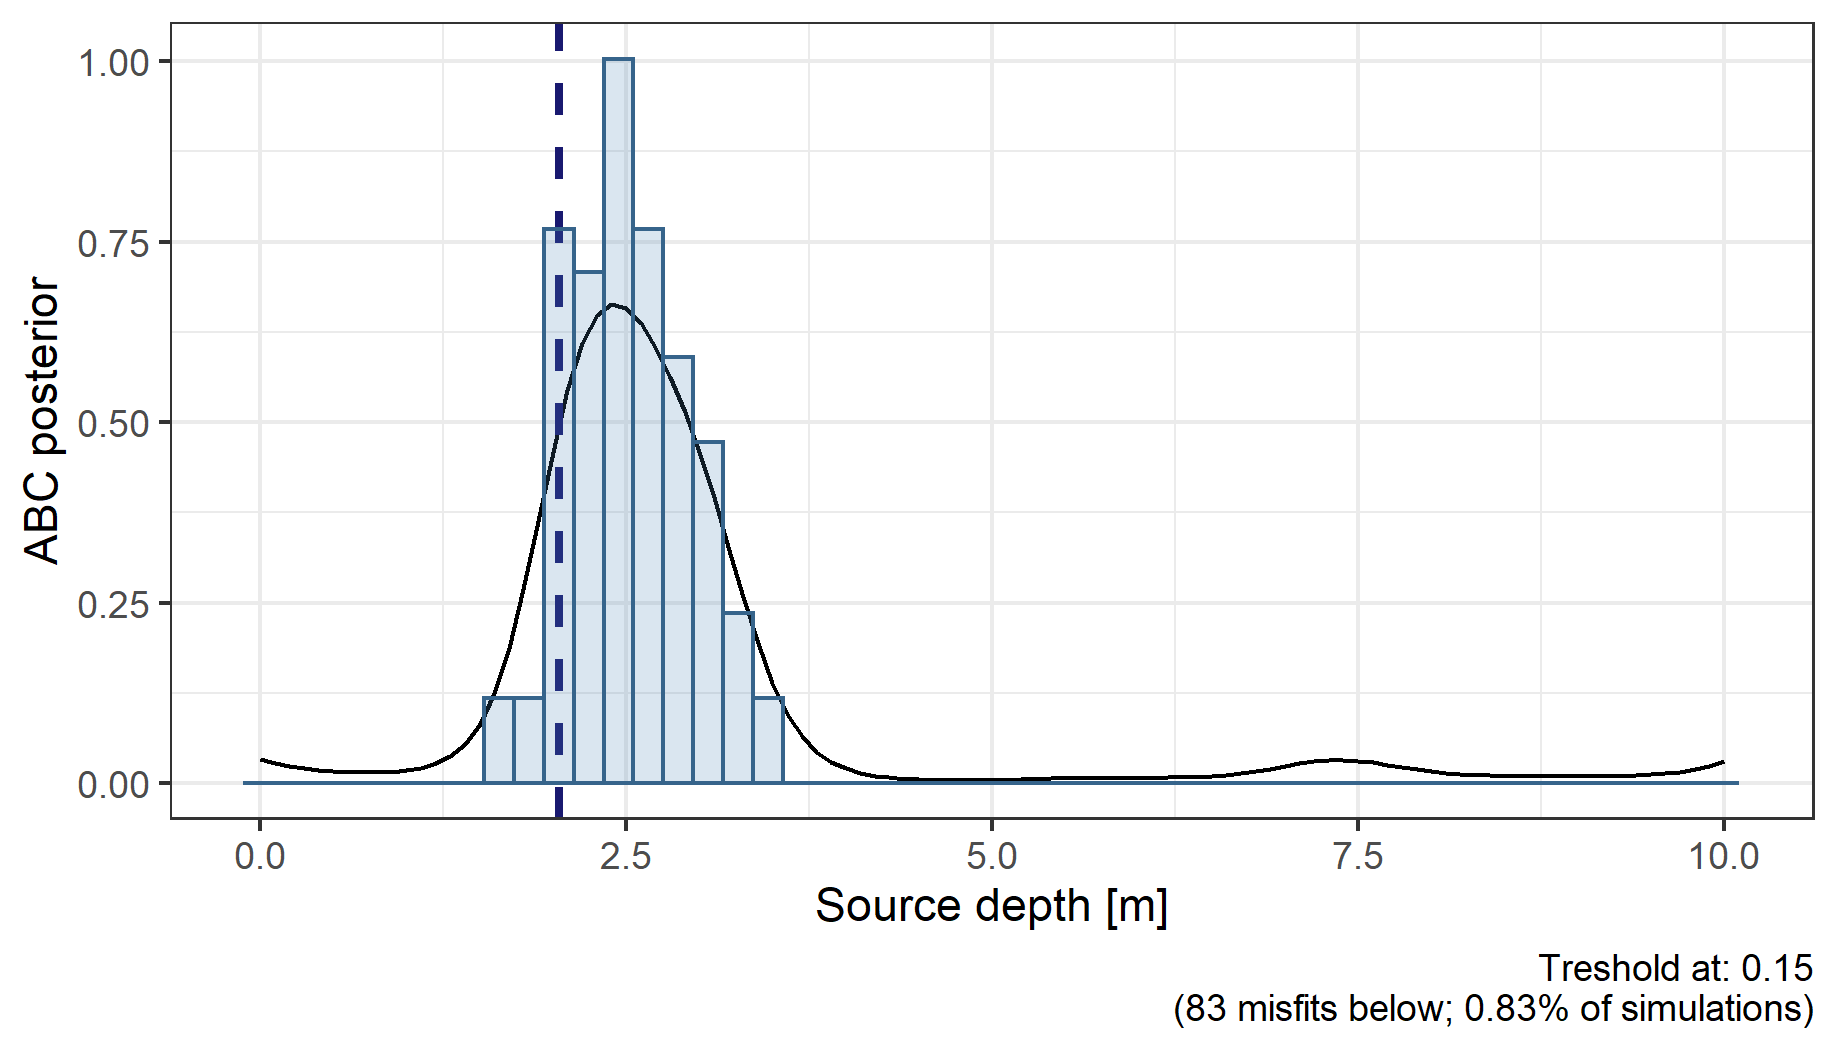 ABC posterior
1.00
0.75
0.50
0.25
0.00
0.0 2.5 5.0 7.5 10.0
Source depth [m]
Treshold at: 0.15
(83 misfits below; 0.83% of simulations)